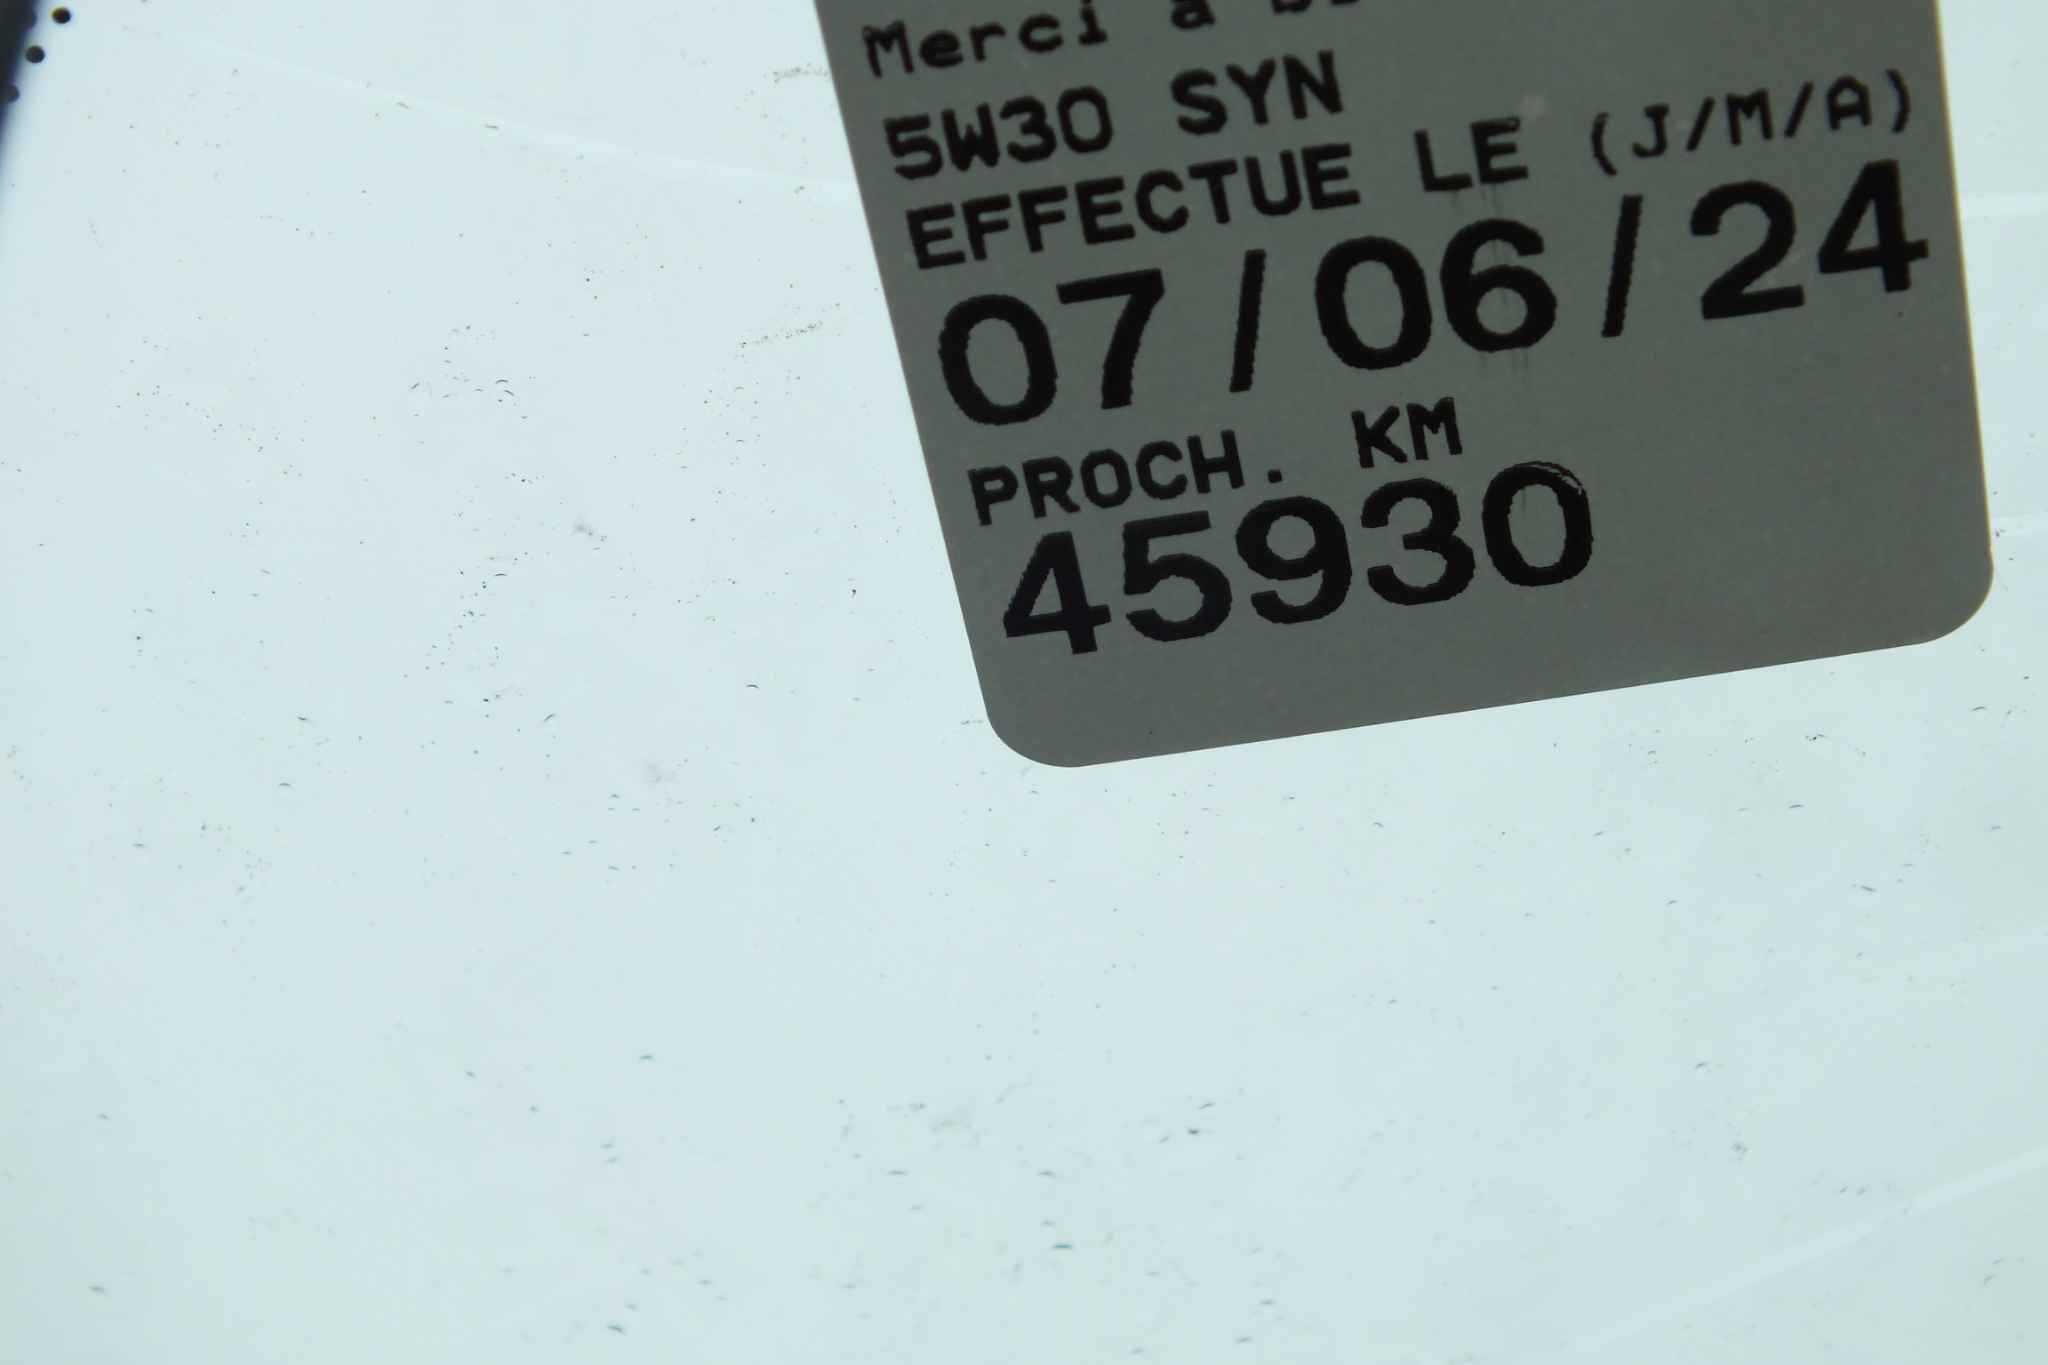 Merci à
5W30 SYN
EFFECTUE LE (J/M/A)
07/06/24
PROCH. KM
45930